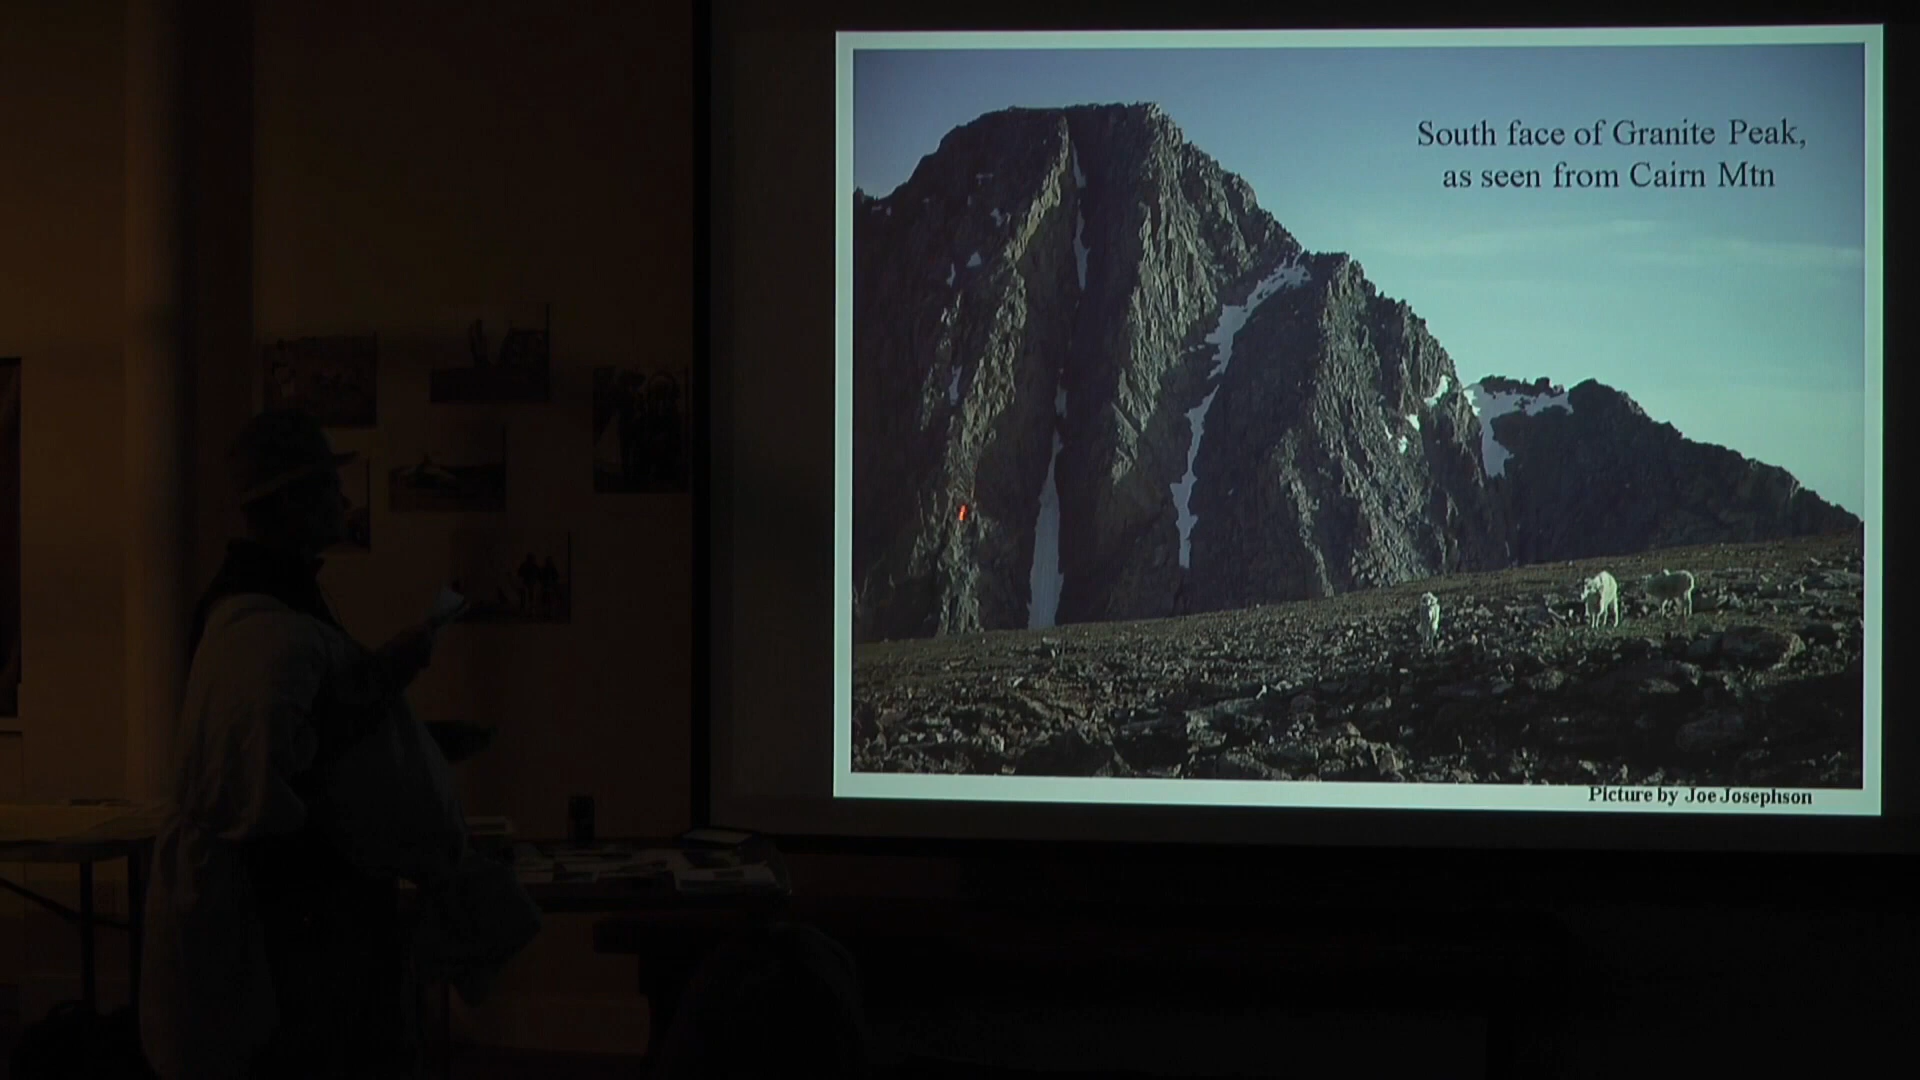 South face of Granite Peak,
as seen from Cairn Mtn
Picture by Joe Josephson